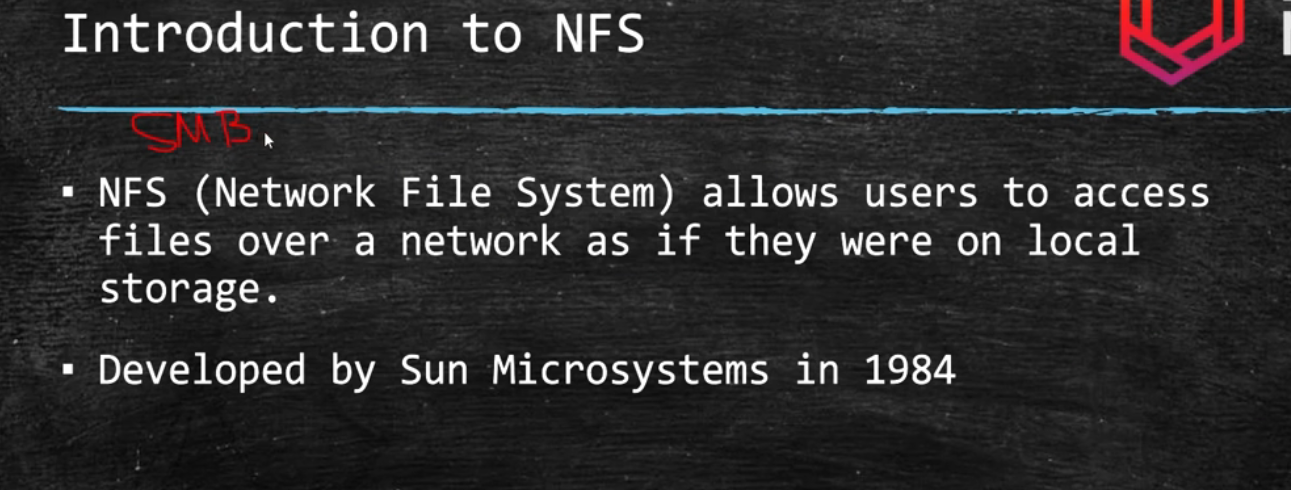 Introduction to NFS
SMB
▪ NFS (Network File System) allows users to access
files over a network as if they were on local
storage.
▪ Developed by Sun Microsystems in 1984